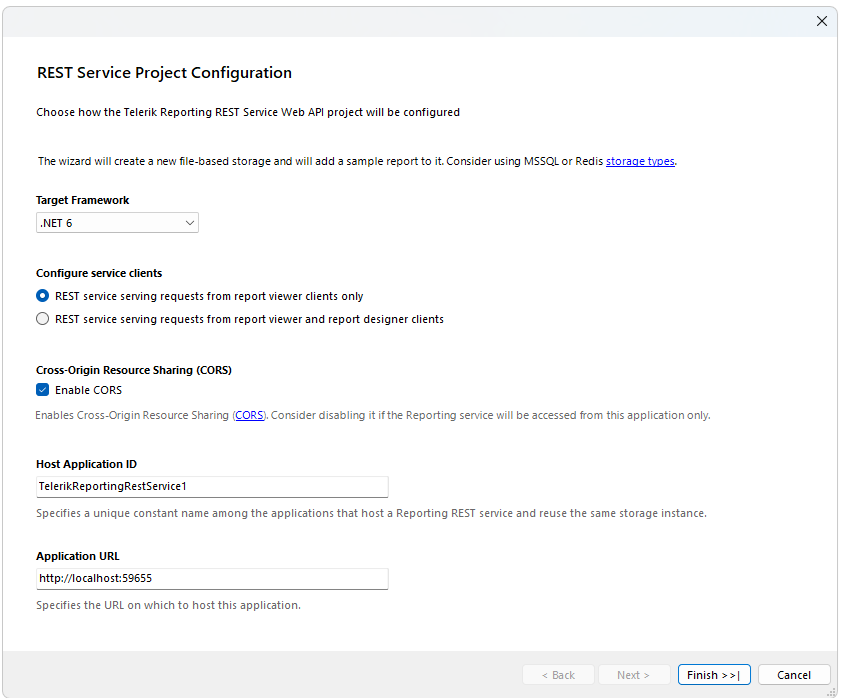 REST Service Project Configuration
Choose how the Telerik Reporting REST Service Web API project will be configured
The wizard will create a new file-based storage and will add a sample report to it. Consider using MSSQL or Redis storage types.
Target Framework
.NET 6
Configure service clients
REST service serving requests from report viewer clients only
REST service serving requests from report viewer and report designer clients
Cross-Origin Resource Sharing (CORS)
Enable CORS
Enables Cross-Origin Resource Sharing (CORS). Consider disabling it if the Reporting service will be accessed from this application only.
Host Application ID
TelerikReportingRestService1
Specifies a unique constant name among the applications that host a Reporting REST service and reuse the same storage instance.
Application URL
http://localhost:59655
Specifies the URL on which to host this application.
< Back Next > Finish >>| Cancel